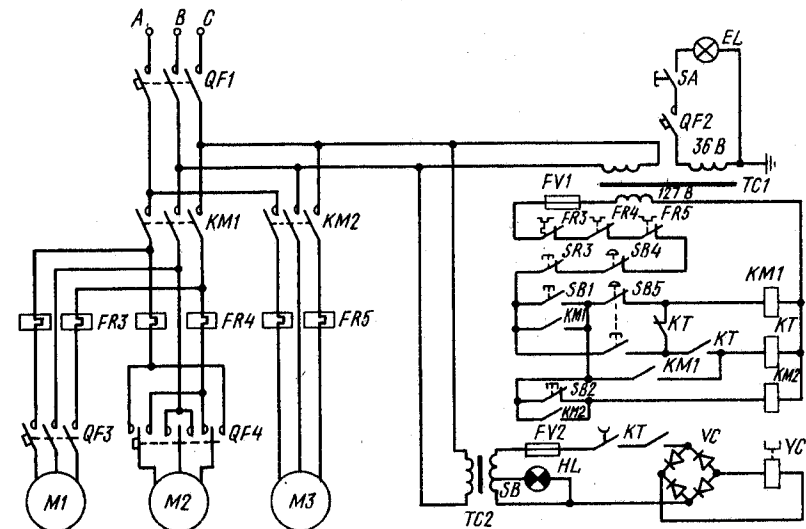 A B C
EL
QF1
SA
QF2
36 В
TC1
FV1
127 В
KM1
KM2
FR3 FR4 FR5
SR3 SB4
KM1
SB1 SB5
KM1
KT
KT
KT
FR3
FR4
FR5
KM1
KM2
SB2
KM2
QF3
QF4
FV2
KT
VC
YC
HL
SB
M1
M2
M3
TC2